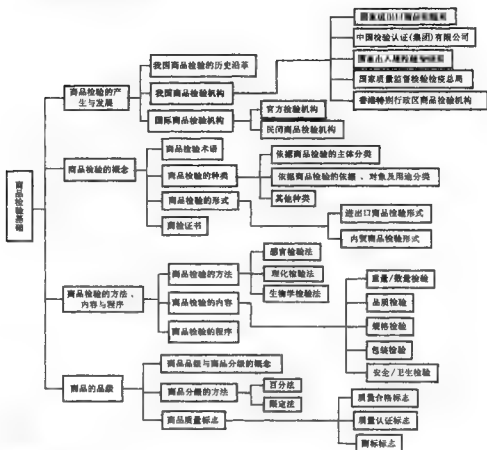 商品检验基础
商品检验的产生与发展
我国商品检验的历史沿革
我国商品检验机构
中国检验认证(集团)有限公司
国家质量监督检验检疫总局
香港特别行政区商品检验机构
国际商品检验机构
官方检验机构
民间商品检验机构
商品检验的概念
商品检验术语
商品检验的种类
依据商品检验的主体分类
依据商品检验的依据、对象及用途分类
其他种类
商品检验的形式
进出口商品检验形式
内贸商品检验形式
商检证书
商品检验的方法、
内容与程序
商品检验的方法
感官检验法
理化检验法
生物学检验法
商品检验的内容
质量/数量检验
品质检验
规格检验
包装检验
安全/卫生检验
商品检验的程序
商品的品级
商品品级与商品分级的概念
商品分级的方法
百分法
限定法
商品质量标志
质量合格标志
质量认证标志
商标标志